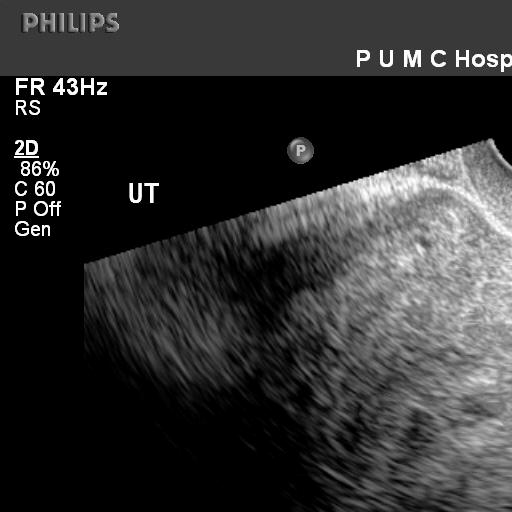 PHILIPS
P U M C Hosp
FR 43Hz
RS
2D
86%
C 60
P Off
Gen
P
UT